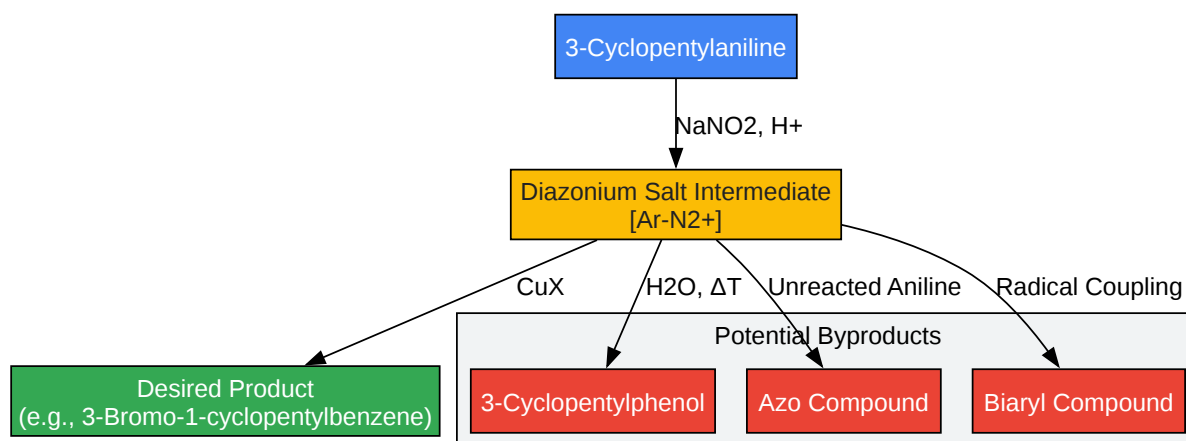 3-Cyclopentylaniline
NaNO2, H+
Diazonium Salt Intermediate
[Ar-N2+]
CuX
H2O, ΔT
Unreacted Aniline
Radical Coupling
Potential Byproducts
Desired Product
(e.g., 3-Bromo-1-cyclopentylbenzene)
3-Cyclopentylphenol
Azo Compound
Biaryl Compound